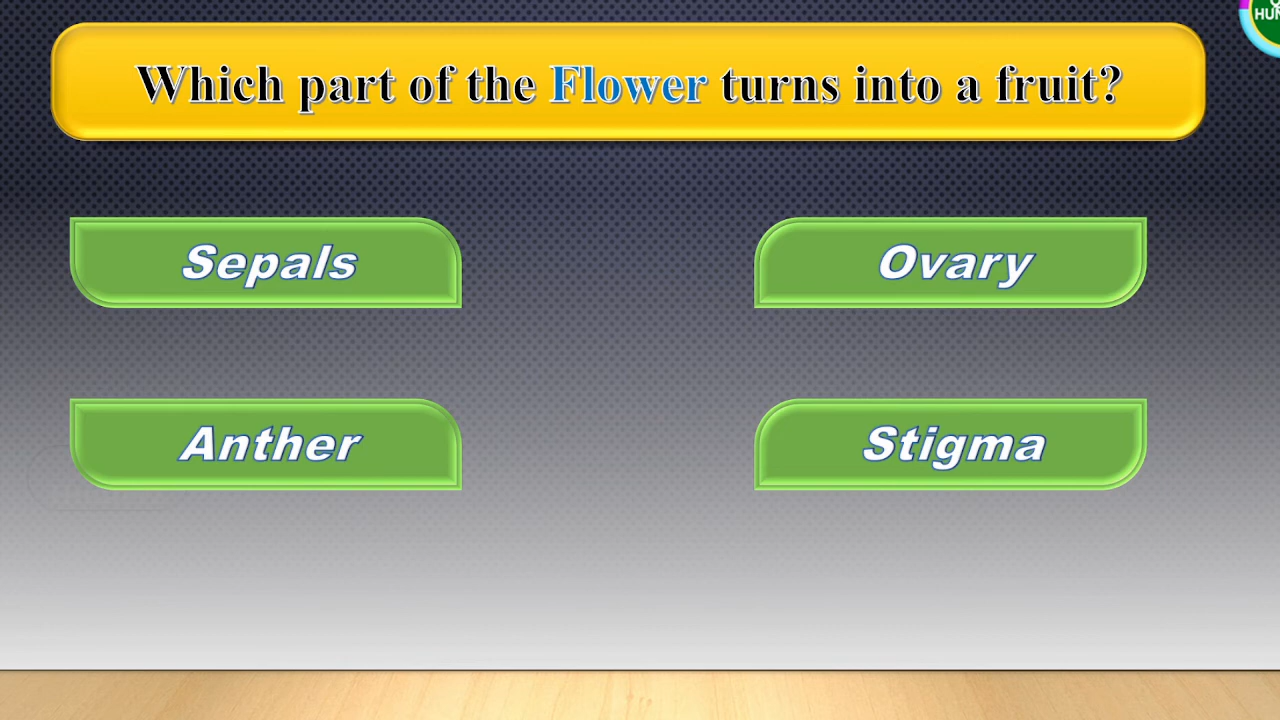 Which part of the Flower turns into a fruit?
Sepals
Ovary
Anther
Stigma